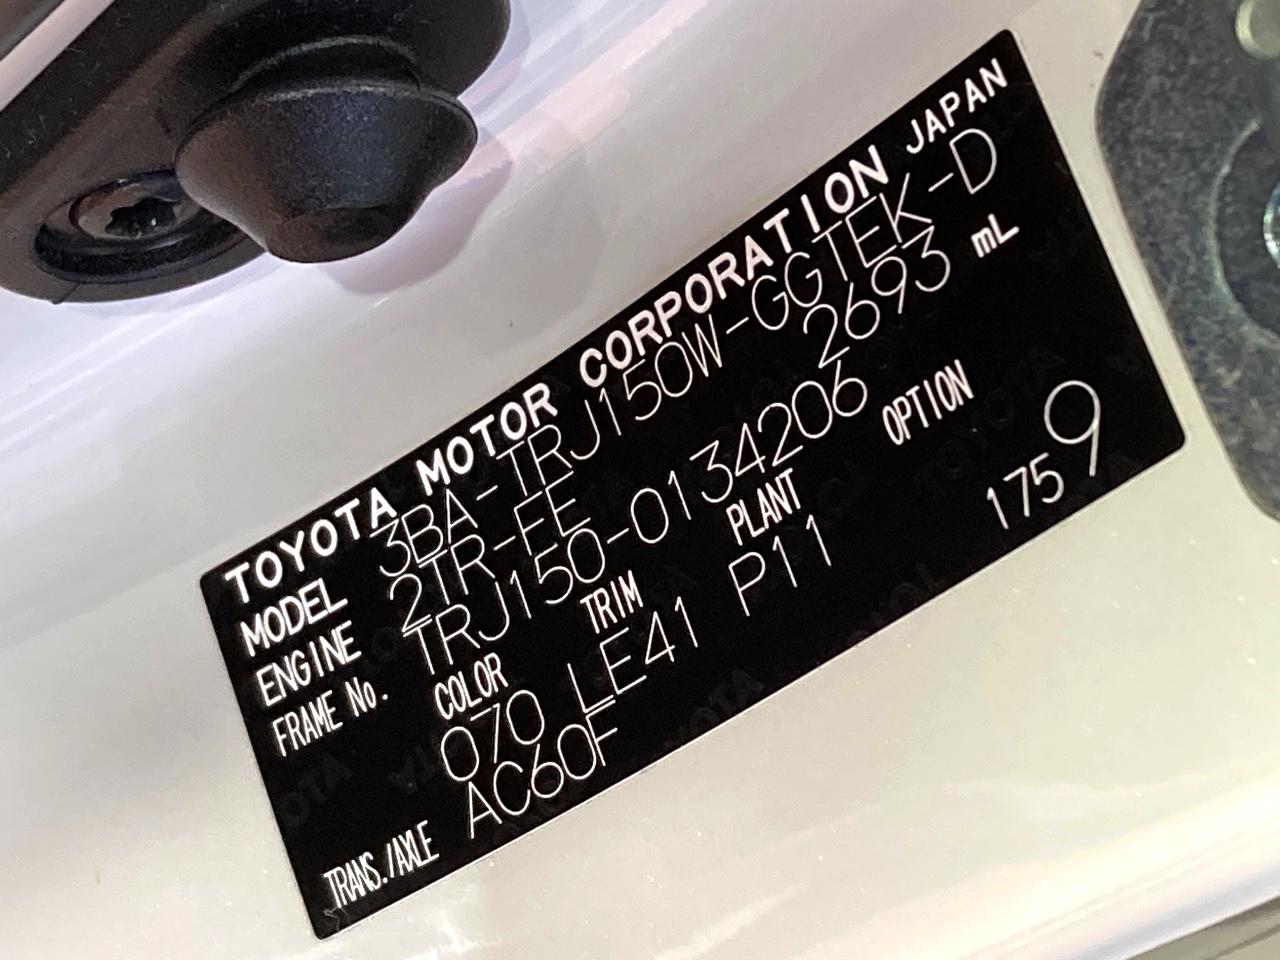 TOYOTA MOTOR CORPORATION JAPAN
MODEL 3BA-TRJ150W-GGTEK-D
ENGINE 2TR-FE 2693 mL
FRAME No. TRJ150-0134206
COLOR TRIM PLANT OPTION
070 LE41 P11 1759
TRANS./AXLE AC60F